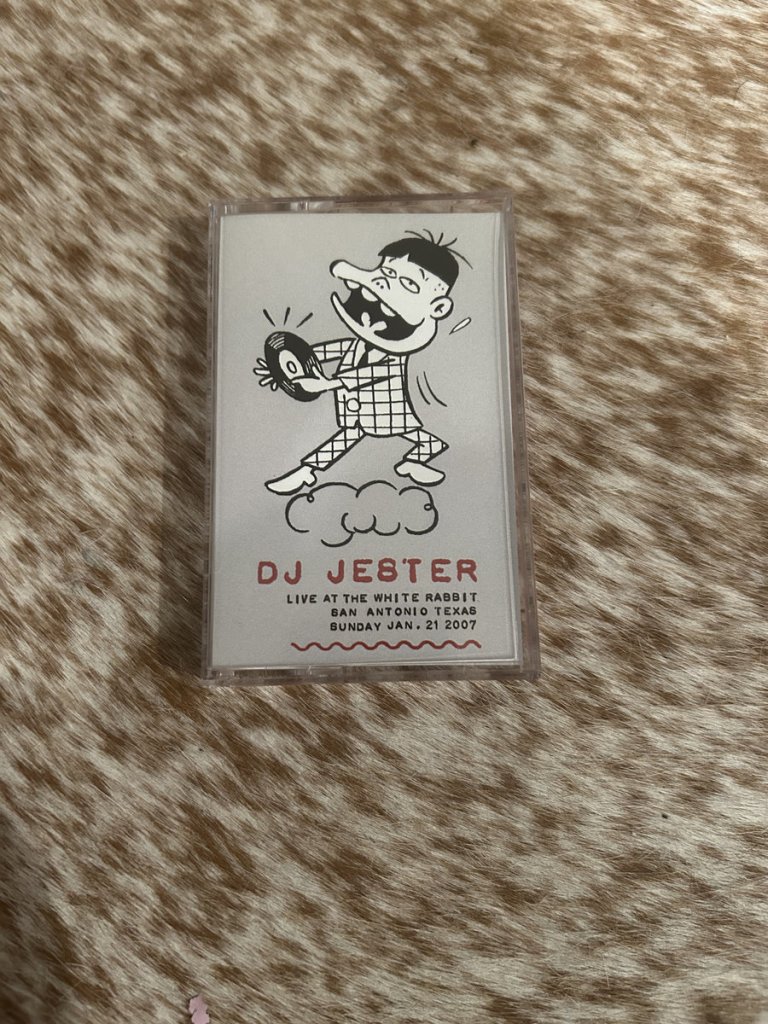 DJ JESTER
LIVE AT THE WHITE RABBIT
SAN ANTONIO TEXAS
SUNDAY JAN. 21 2007